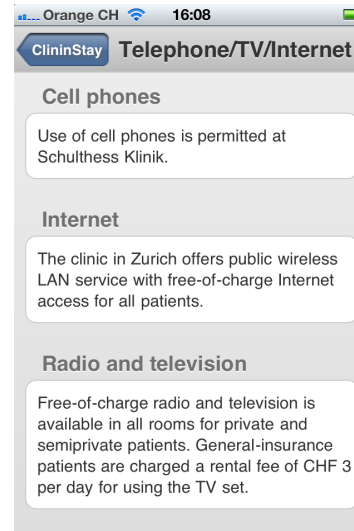 Orange CH 16:08
ClininStay Telephone/TV/Internet
Cell phones
Use of cell phones is permitted at
Schulthess Klinik.
Internet
The clinic in Zurich offers public wireless
LAN service with free-of-charge Internet
access for all patients.
Radio and television
Free-of-charge radio and television is
available in all rooms for private and
semiprivate patients. General-insurance
patients are charged a rental fee of CHF 3
per day for using the TV set.